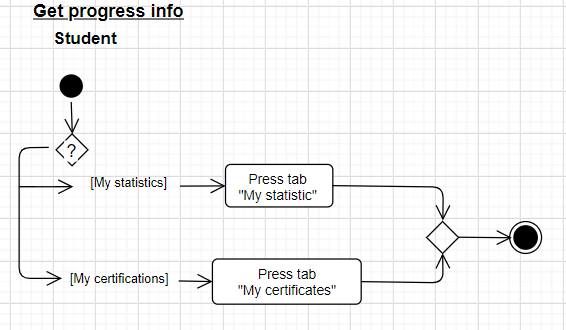 Get progress info
Student
?
[My statistics]
Press tab
"My statistic"
[My certifications]
Press tab
"My certificates"